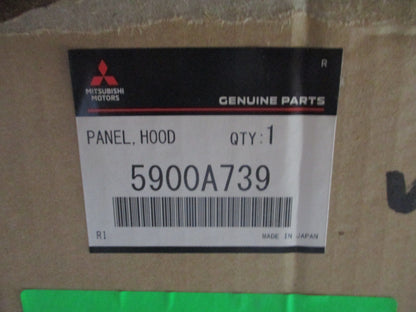 R
MITSUBISHI
MOTORS
GENUINE PARTS
PANEL, HOOD QTY:1
5900A739
R1 MADE IN JAPAN